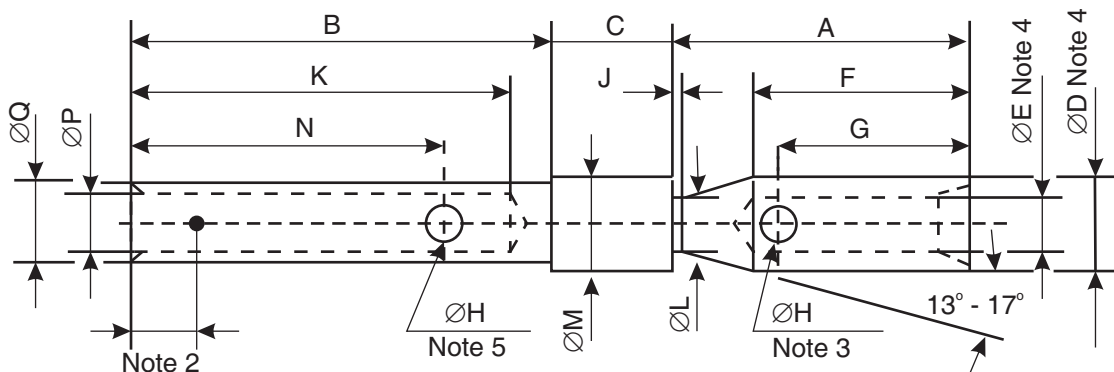 B
C
A
K
J
F
N
G
ØQ
ØP
ØE Note 4
ØD Note 4
ØH
Note 5
ØM
ØL
ØH
Note 3
13° - 17°
Note 2